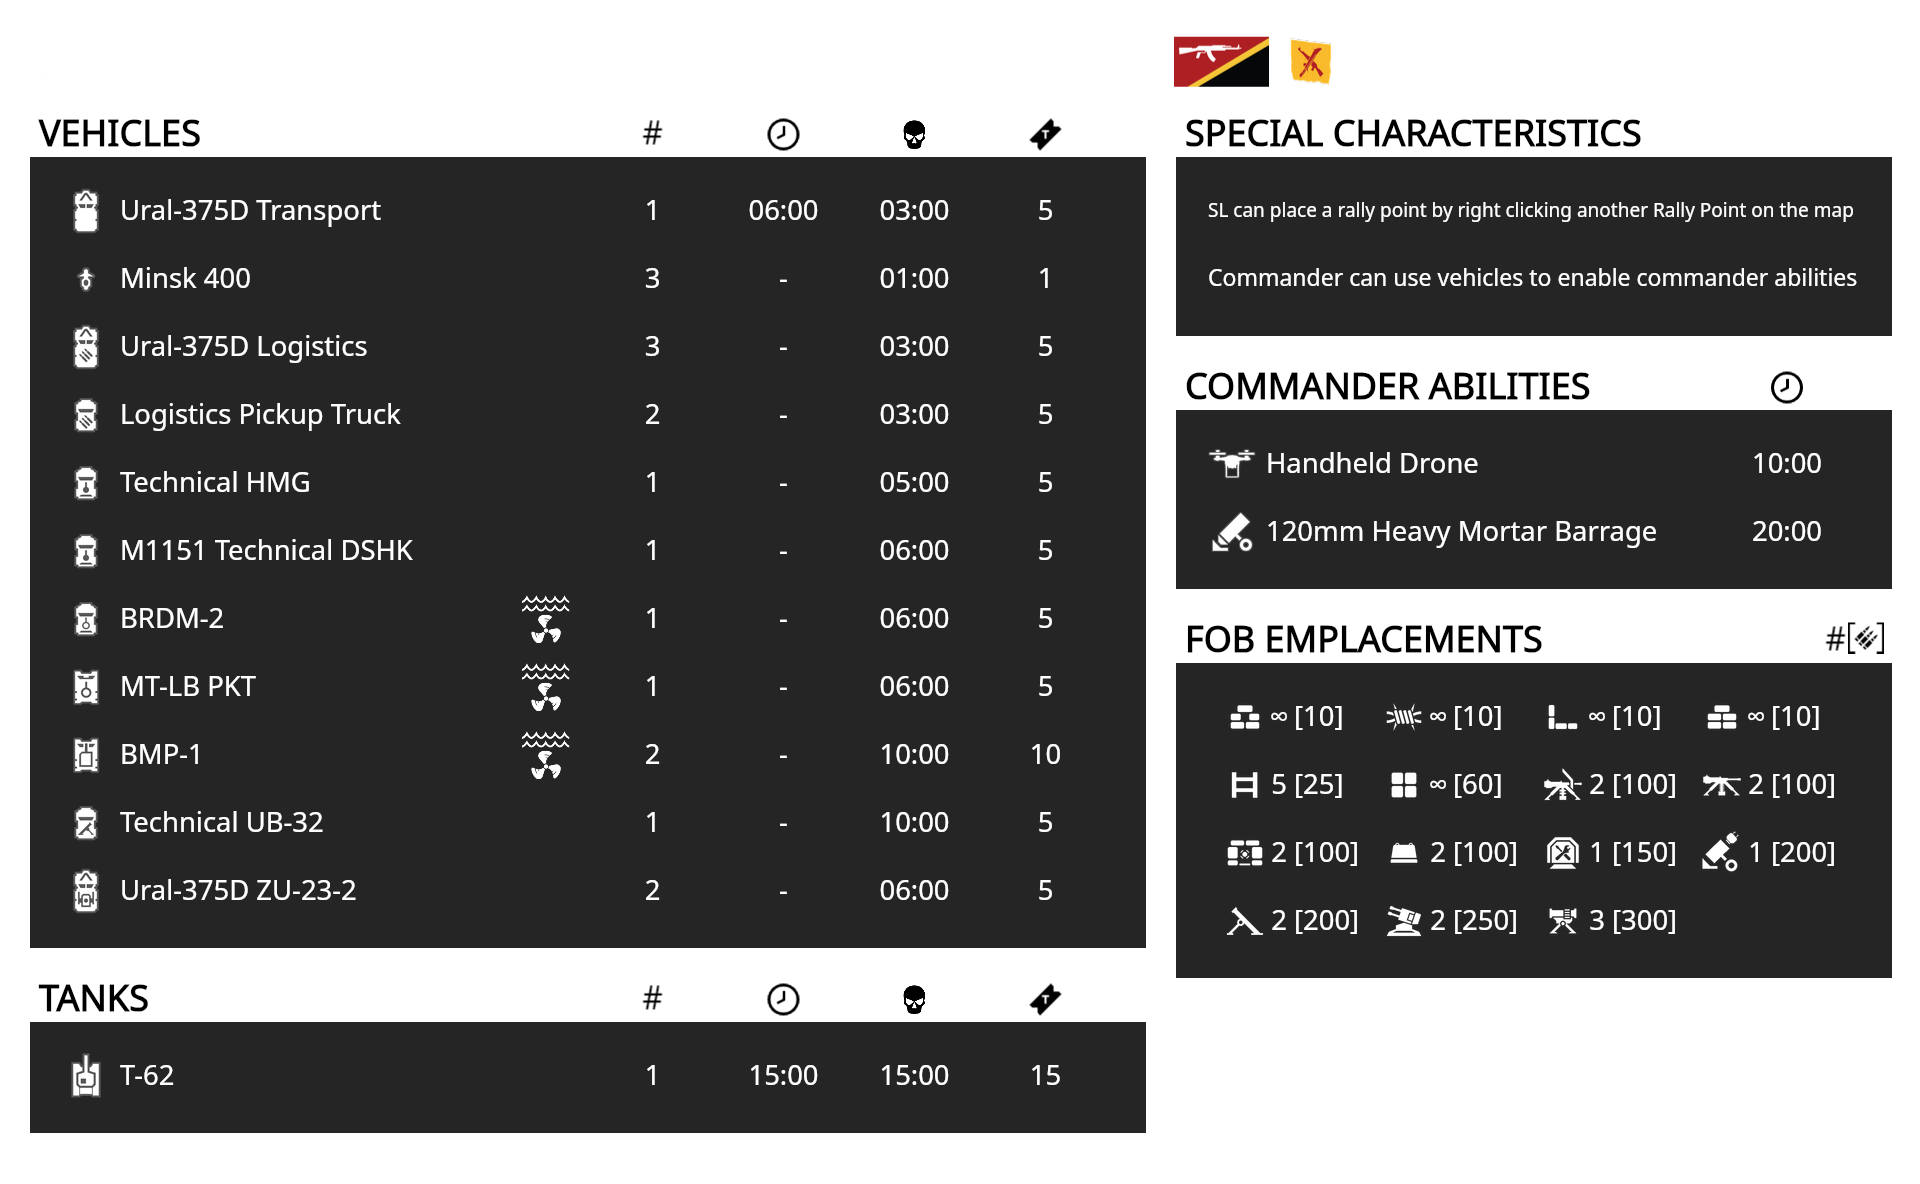 VEHICLES #
Ural-375D Transport 1 06:00 03:00 5
Minsk 400 3 - 01:00 1
Ural-375D Logistics 3 - 03:00 5
Logistics Pickup Truck 2 - 03:00 5
Technical HMG 1 - 05:00 5
M1151 Technical DSHK 1 - 06:00 5
BRDM-2 1 - 06:00 5
MT-LB PKT 1 - 06:00 5
BMP-1 2 - 10:00 10
Technical UB-32 1 - 10:00 5
Ural-375D ZU-23-2 2 - 06:00 5
TANKS #
T-62 1 15:00 15:00 15
SPECIAL CHARACTERISTICS
SL can place a rally point by right clicking another Rally Point on the map
Commander can use vehicles to enable commander abilities
COMMANDER ABILITIES
Handheld Drone 10:00
120mm Heavy Mortar Barrage 20:00
FOB EMPLACEMENTS #[]
∞ [10] ∞ [10] ∞ [10] ∞ [10]
5 [25] ∞ [60] 2 [100] 2 [100]
2 [100] 2 [100] 1 [150] 1 [200]
2 [200] 2 [250] 3 [300]